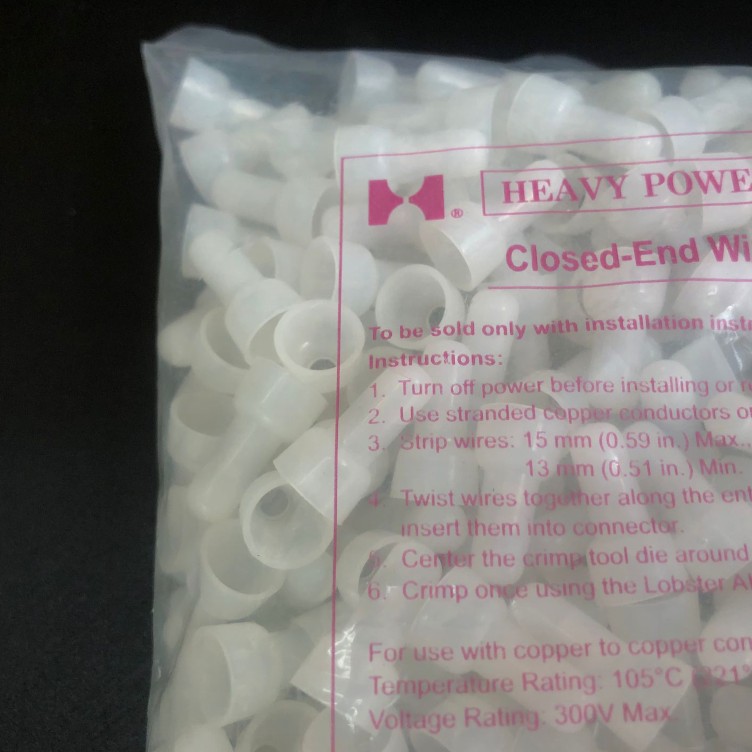 ®
HEAVY POWE
Closed-End Wi
To be sold only with installation instr
Instructions:
1. Turn off power before installing or r
2. Use stranded copper conductors o
3. Strip wires: 15 mm (0.59 in.) Max.,
13 mm (0.51 in.) Min.
4. Twist wires together along the ent
insert them into connector.
5. Center the crimp tool die around
6. Crimp once using the Lobster A
For use with copper to copper con
Temperature Rating: 105°C (221°
Voltage Rating: 300V Max